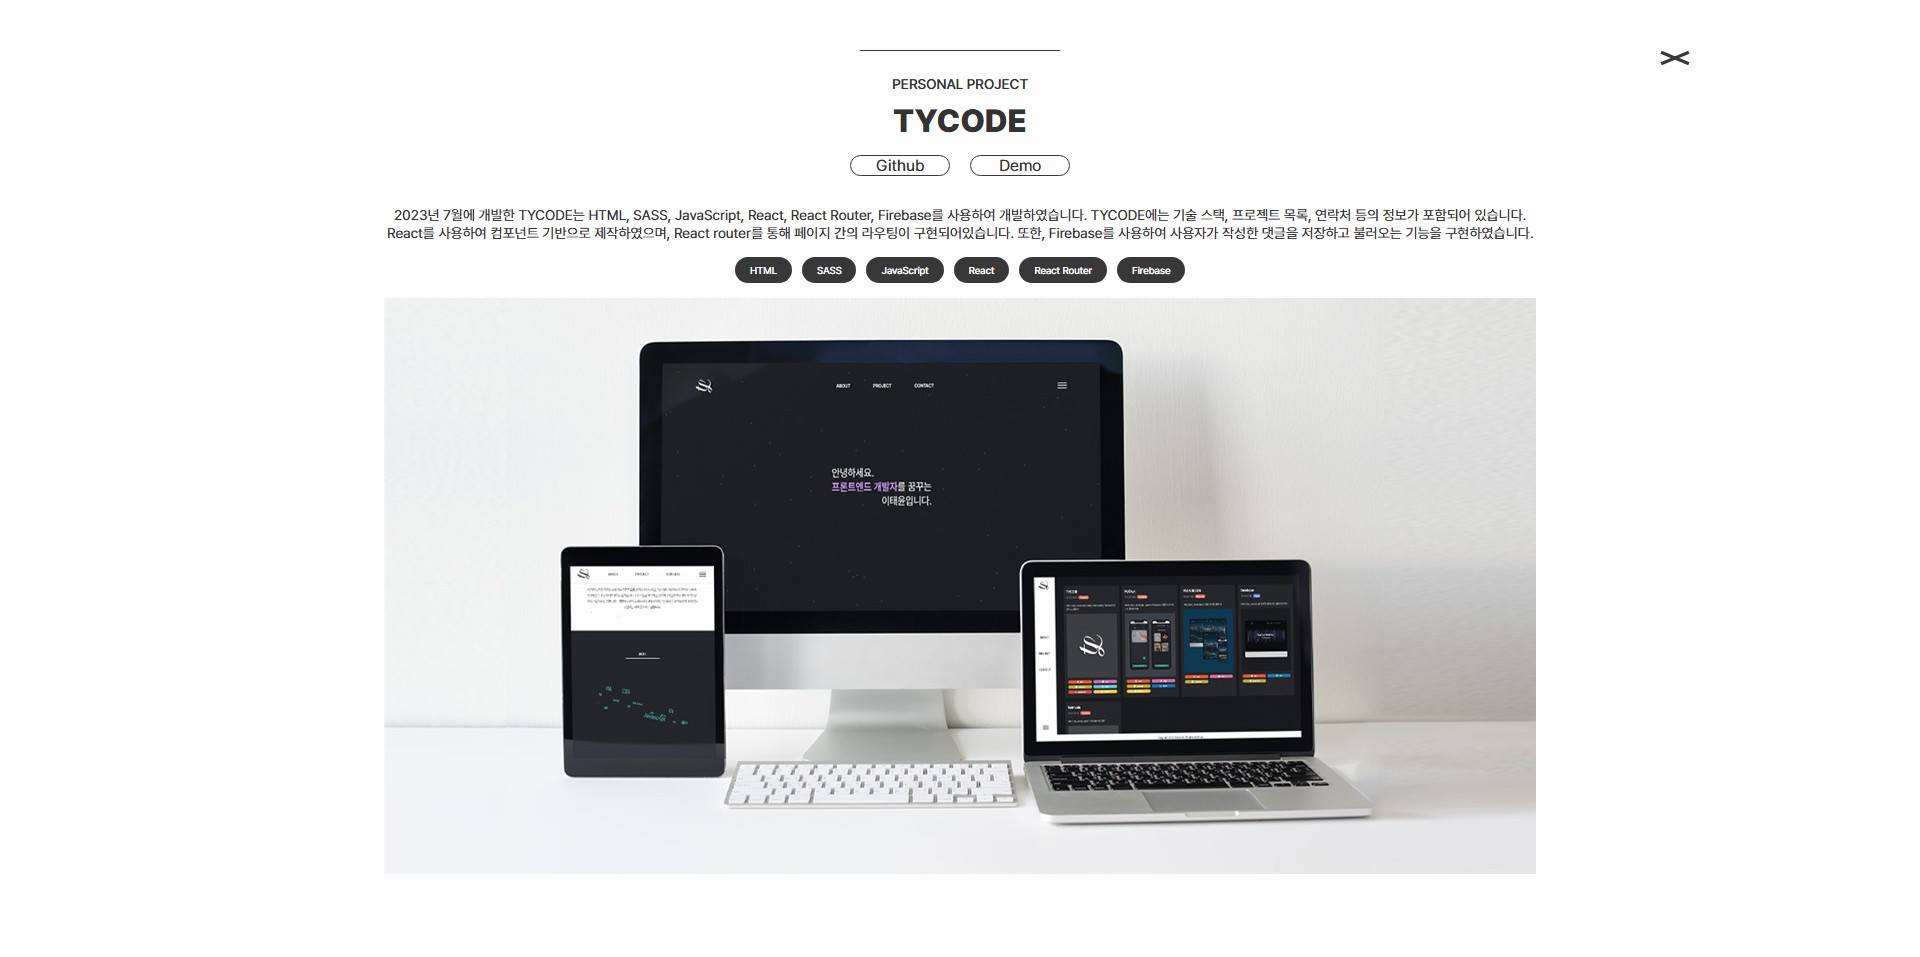 PERSONAL PROJECT
TYCODE
Github
Demo
2023년 7월에 개발한 TYCODE는 HTML, SASS, JavaScript, React, React Router, Firebase를 사용하여 개발하였습니다. TYCODE에는 기술 스택, 프로젝트 목록, 연락처 등의 정보가 포함되어 있습니다.
React를 사용하여 컴포넌트 기반으로 제작하였으며, React router를 통해 페이지 간의 라우팅이 구현되어있습니다. 또한, Firebase를 사용하여 사용자가 작성한 댓글을 저장하고 불러오는 기능을 구현하였습니다.
HTML
SASS
JavaScript
React
React Router
Firebase
ABOUT
PROJECT
CONTACT
안녕하세요.
프론트엔드 개발자를 꿈꾸는
이태윤입니다.